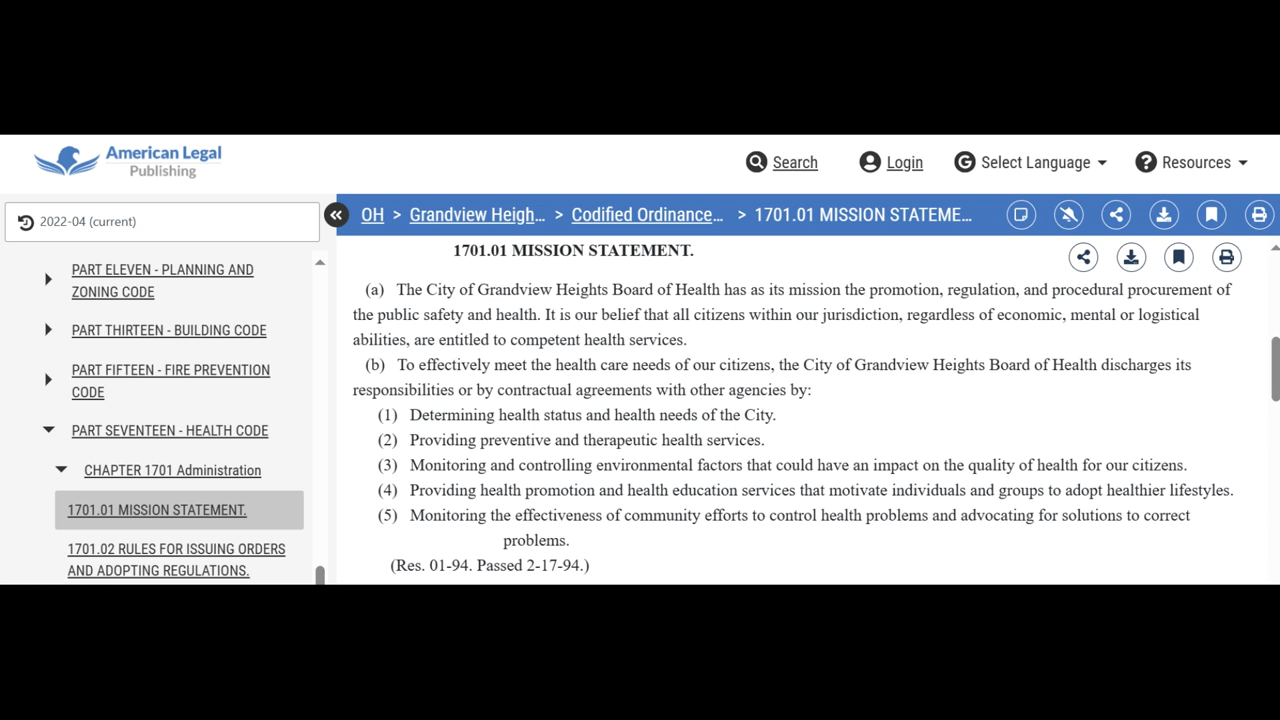 American Legal
Publishing
Search
Login
Select Language
Resources
2022-04 (current)
OH > Grandview Heigh... > Codified Ordinance... > 1701.01 MISSION STATEME...
PART ELEVEN - PLANNING AND
ZONING CODE
PART THIRTEEN - BUILDING CODE
PART FIFTEEN - FIRE PREVENTION
CODE
PART SEVENTEEN - HEALTH CODE
CHAPTER 1701 Administration
1701.01 MISSION STATEMENT.
1701.02 RULES FOR ISSUING ORDERS
AND ADOPTING REGULATIONS.
1701.01 MISSION STATEMENT.
(a) The City of Grandview Heights Board of Health has as its mission the promotion, regulation, and procedural procurement of
the public safety and health. It is our belief that all citizens within our jurisdiction, regardless of economic, mental or logistical
abilities, are entitled to competent health services.
(b) To effectively meet the health care needs of our citizens, the City of Grandview Heights Board of Health discharges its
responsibilities or by contractual agreements with other agencies by:
(1) Determining health status and health needs of the City.
(2) Providing preventive and therapeutic health services.
(3) Monitoring and controlling environmental factors that could have an impact on the quality of health for our citizens.
(4) Providing health promotion and health education services that motivate individuals and groups to adopt healthier lifestyles.
(5) Monitoring the effectiveness of community efforts to control health problems and advocating for solutions to correct
problems.
(Res. 01-94. Passed 2-17-94.)